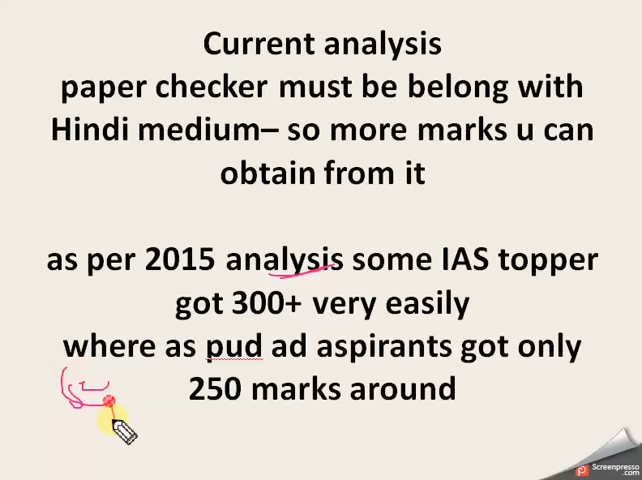 Current analysis
paper checker must be belong with
Hindi medium– so more marks u can
obtain from it
as per 2015 analysis some IAS topper
got 300+ very easily
where as pud ad aspirants got only
250 marks around
Screenpresso
.com